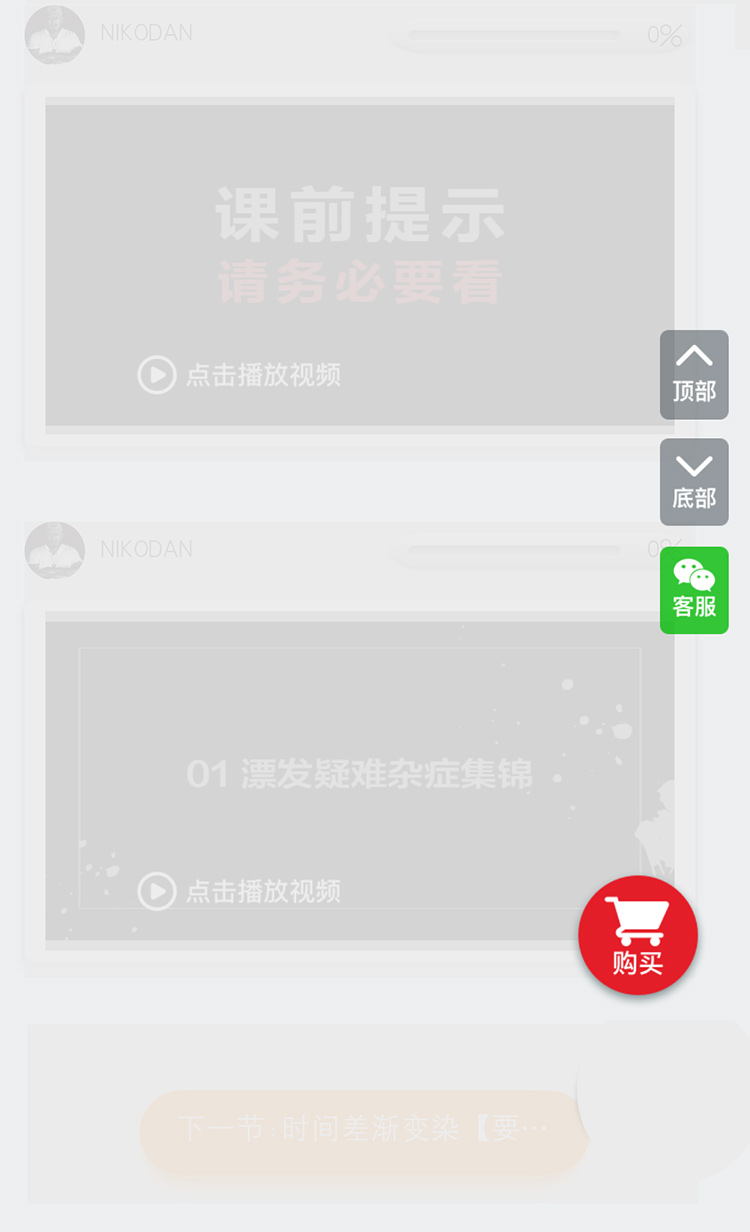 NIKODAN
0%
课前提示
请务必要看
点击播放视频
顶部
底部
NIKODAN
0%
客服
01 漂发疑难杂症集锦
点击播放视频
购买
下一节:时间差渐变染【要…